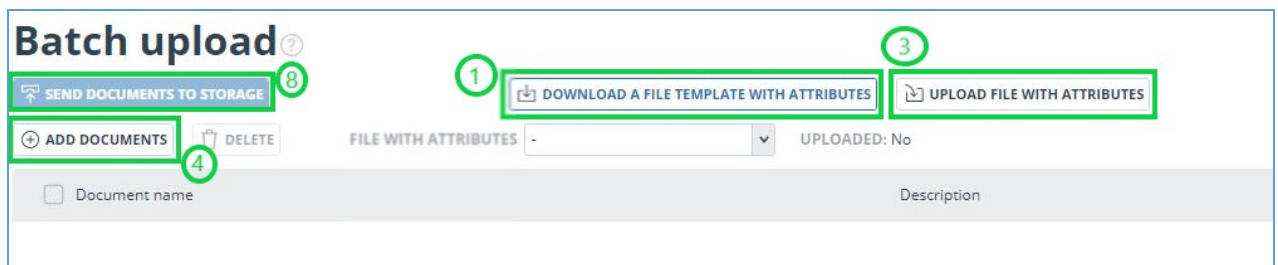 Batch upload ?
3
1
8
SEND DOCUMENTS TO STORAGE
DOWNLOAD A FILE TEMPLATE WITH ATTRIBUTES
UPLOAD FILE WITH ATTRIBUTES
ADD DOCUMENTS
DELETE
FILE WITH ATTRIBUTES -
UPLOADED: No
4
Document name
Description